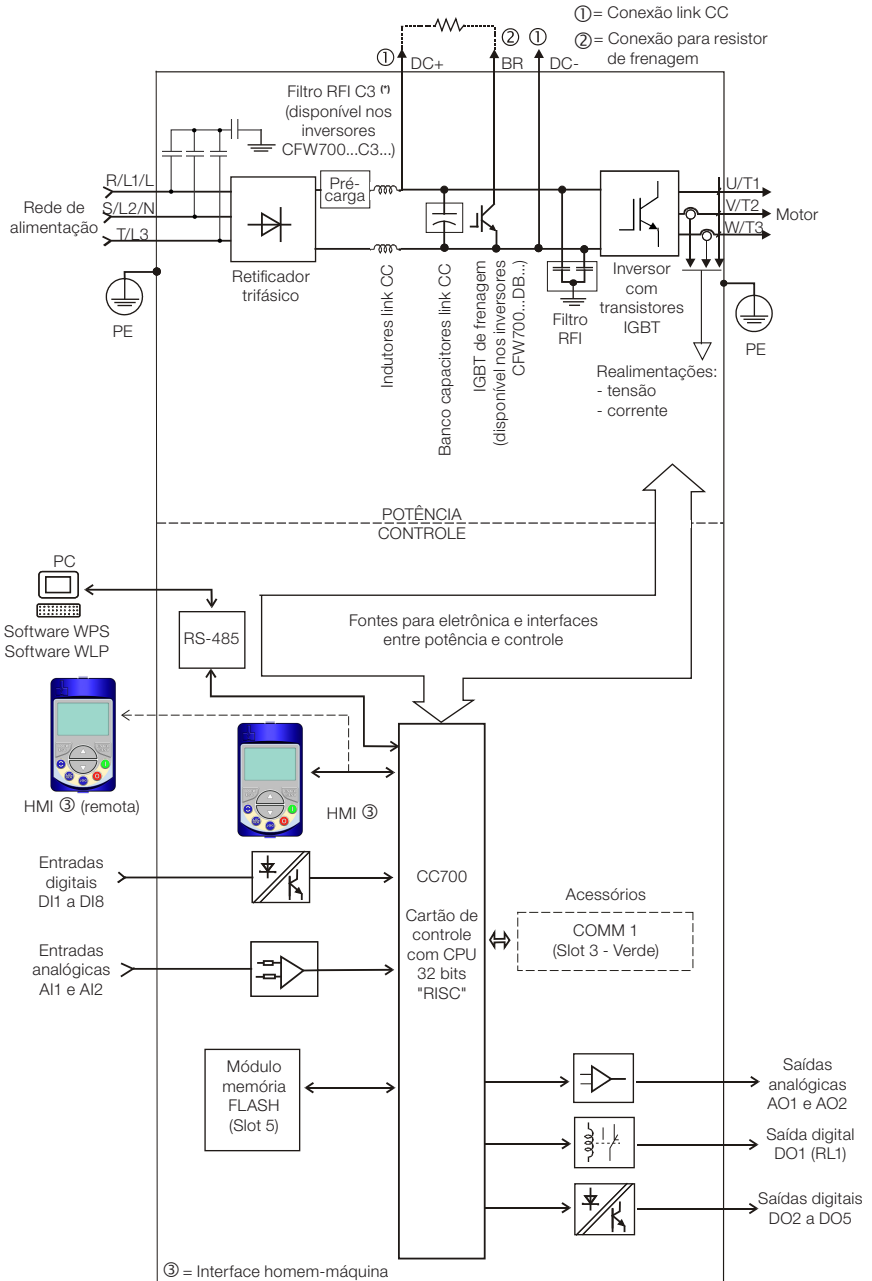 ① = Conexão link CC
② = Conexão para resistor
de frenagem
① DC+
② BR
① DC-
Filtro RFI C3 (*)
(disponível nos
inversores
CFW700...C3...)
R/L1/L
S/L2/N
T/L3
Rede de
alimentação
PE
Pré-
carga
Retificador
trifásico
Indutores link CC
Banco capacitores link CC
IGBT de frenagem
(disponível nos inversores
CFW700...DB...)
Filtro
RFI
Inversor
com
transistores
IGBT
U/T1
V/T2
W/T3
Motor
PE
Realimentações:
- tensão
- corrente
POTÊNCIA
CONTROLE
PC
Software WPS
Software WLP
RS-485
Fontes para eletrônica e interfaces
entre potência e controle
HMI ③ (remota)
HMI ③
Entradas
digitais
DI1 a DI8
Entradas
analógicas
AI1 e AI2
Módulo
memória
FLASH
(Slot 5)
CC700
Cartão de
controle
com CPU
32 bits
"RISC"
Acessórios
COMM 1
(Slot 3 - Verde)
Saídas
analógicas
AO1 e AO2
Saída digital
DO1 (RL1)
Saídas digitais
DO2 a DO5
③ = Interface homem-máquina